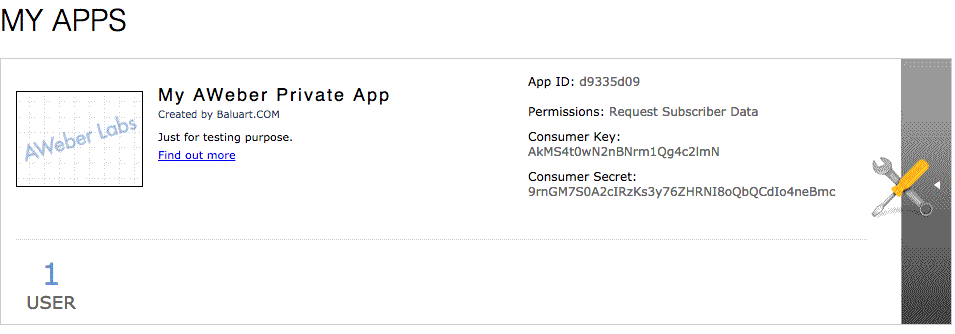 MY APPS
AWeber Labs
My AWeber Private App
Created by Baluart.COM
Just for testing purpose.
Find out more
App ID: d9335d09
Permissions: Request Subscriber Data
Consumer Key:
AkMS4t0wN2nBNrm1Qg4c2lmN
Consumer Secret:
9rnGM7S0A2cIRzKs3y76ZHRNI8oQbQCdIo4neBmc
1
USER